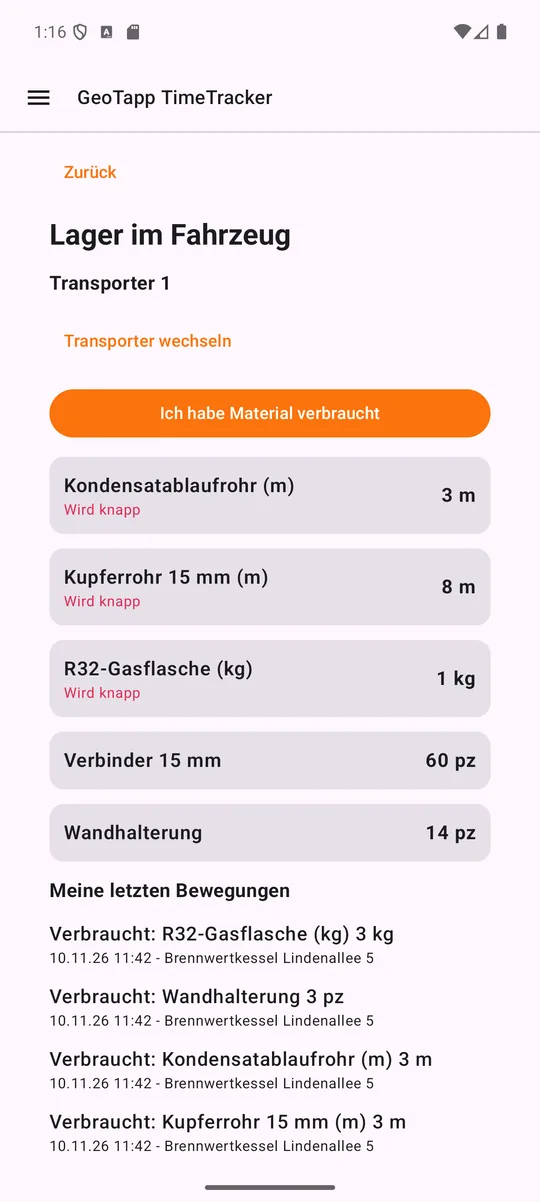 1:16
GeoTapp TimeTracker
Zurück
Lager im Fahrzeug
Transporter 1
Transporter wechseln
Ich habe Material verbraucht
Kondensatablaufrohr (m)
3 m
Wird knapp
Kupferrohr 15 mm (m)
8 m
Wird knapp
R32-Gasflasche (kg)
1 kg
Wird knapp
Verbinder 15 mm
60 pz
Wandhalterung
14 pz
Meine letzten Bewegungen
Verbraucht: R32-Gasflasche (kg) 3 kg
10.11.26 11:42 - Brennwertkessel Lindenallee 5
Verbraucht: Wandhalterung 3 pz
10.11.26 11:42 - Brennwertkessel Lindenallee 5
Verbraucht: Kondensatablaufrohr (m) 3 m
10.11.26 11:42 - Brennwertkessel Lindenallee 5
Verbraucht: Kupferrohr 15 mm (m) 3 m
10.11.26 11:42 - Brennwertkessel Lindenallee 5